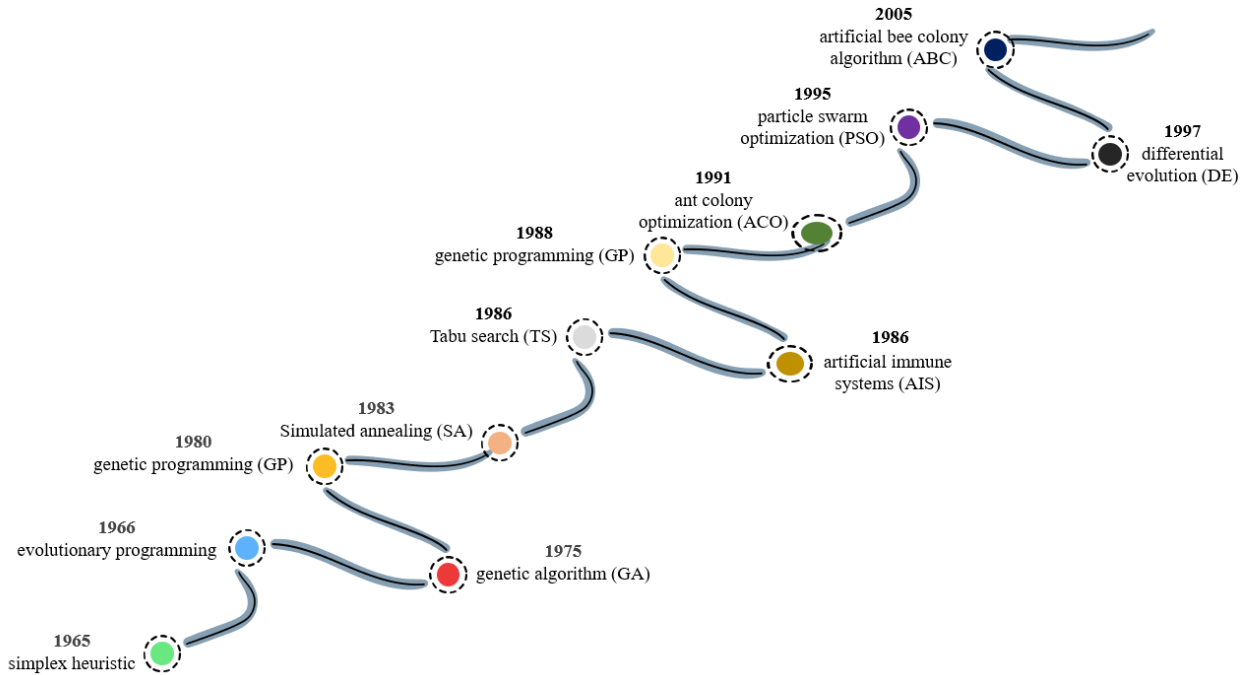 2005
artificial bee colony
algorithm (ABC)
1995
particle swarm
optimization (PSO)
1997
differential
evolution (DE)
1991
ant colony
optimization (ACO)
1988
genetic programming (GP)
1986
Tabu search (TS)
1986
artificial immune
systems (AIS)
1983
Simulated annealing (SA)
1980
genetic programming (GP)
1966
evolutionary programming
1975
genetic algorithm (GA)
1965
simplex heuristic